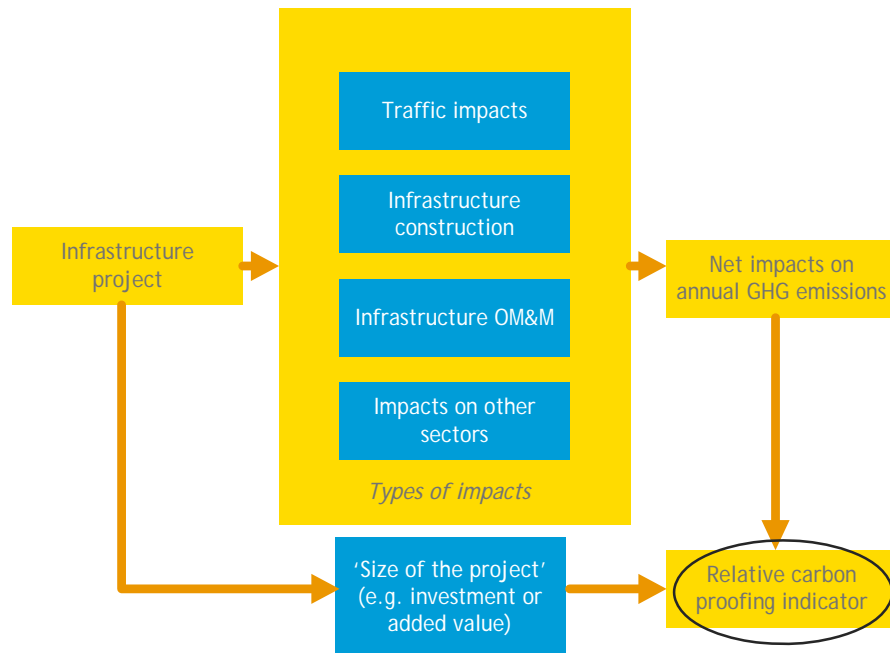 Traffic impacts
Infrastructure
construction
Infrastructure
project
Net impacts on
annual GHG emissions
Infrastructure OM&M
Impacts on other
sectors
Types of impacts
‘Size of the project’
(e.g. investment or
added value)
Relative carbon
proofing indicator